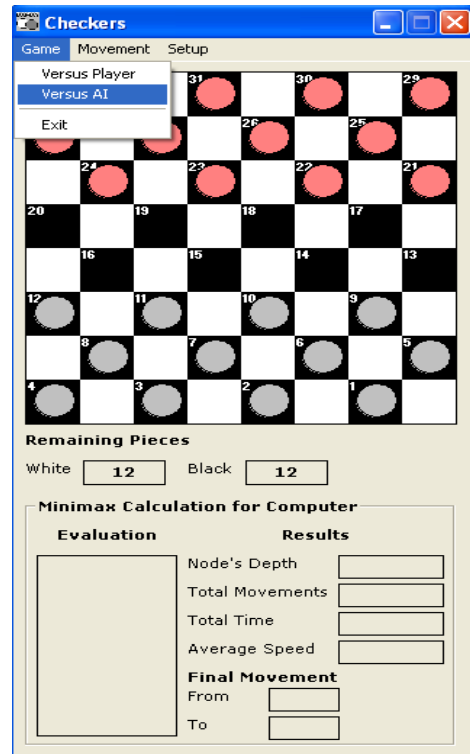 Checkers
Game Movement Setup
Versus Player
Versus AI
Exit
31 30 29
26 25
24 23 22 21
20 19 18 17
16 15 14 13
12 11 10 9
8 7 6 5
4 3 2 1
Remaining Pieces
White 12 Black 12
Minimax Calculation for Computer
Evaluation Results
Node's Depth
Total Movements
Total Time
Average Speed
Final Movement
From
To